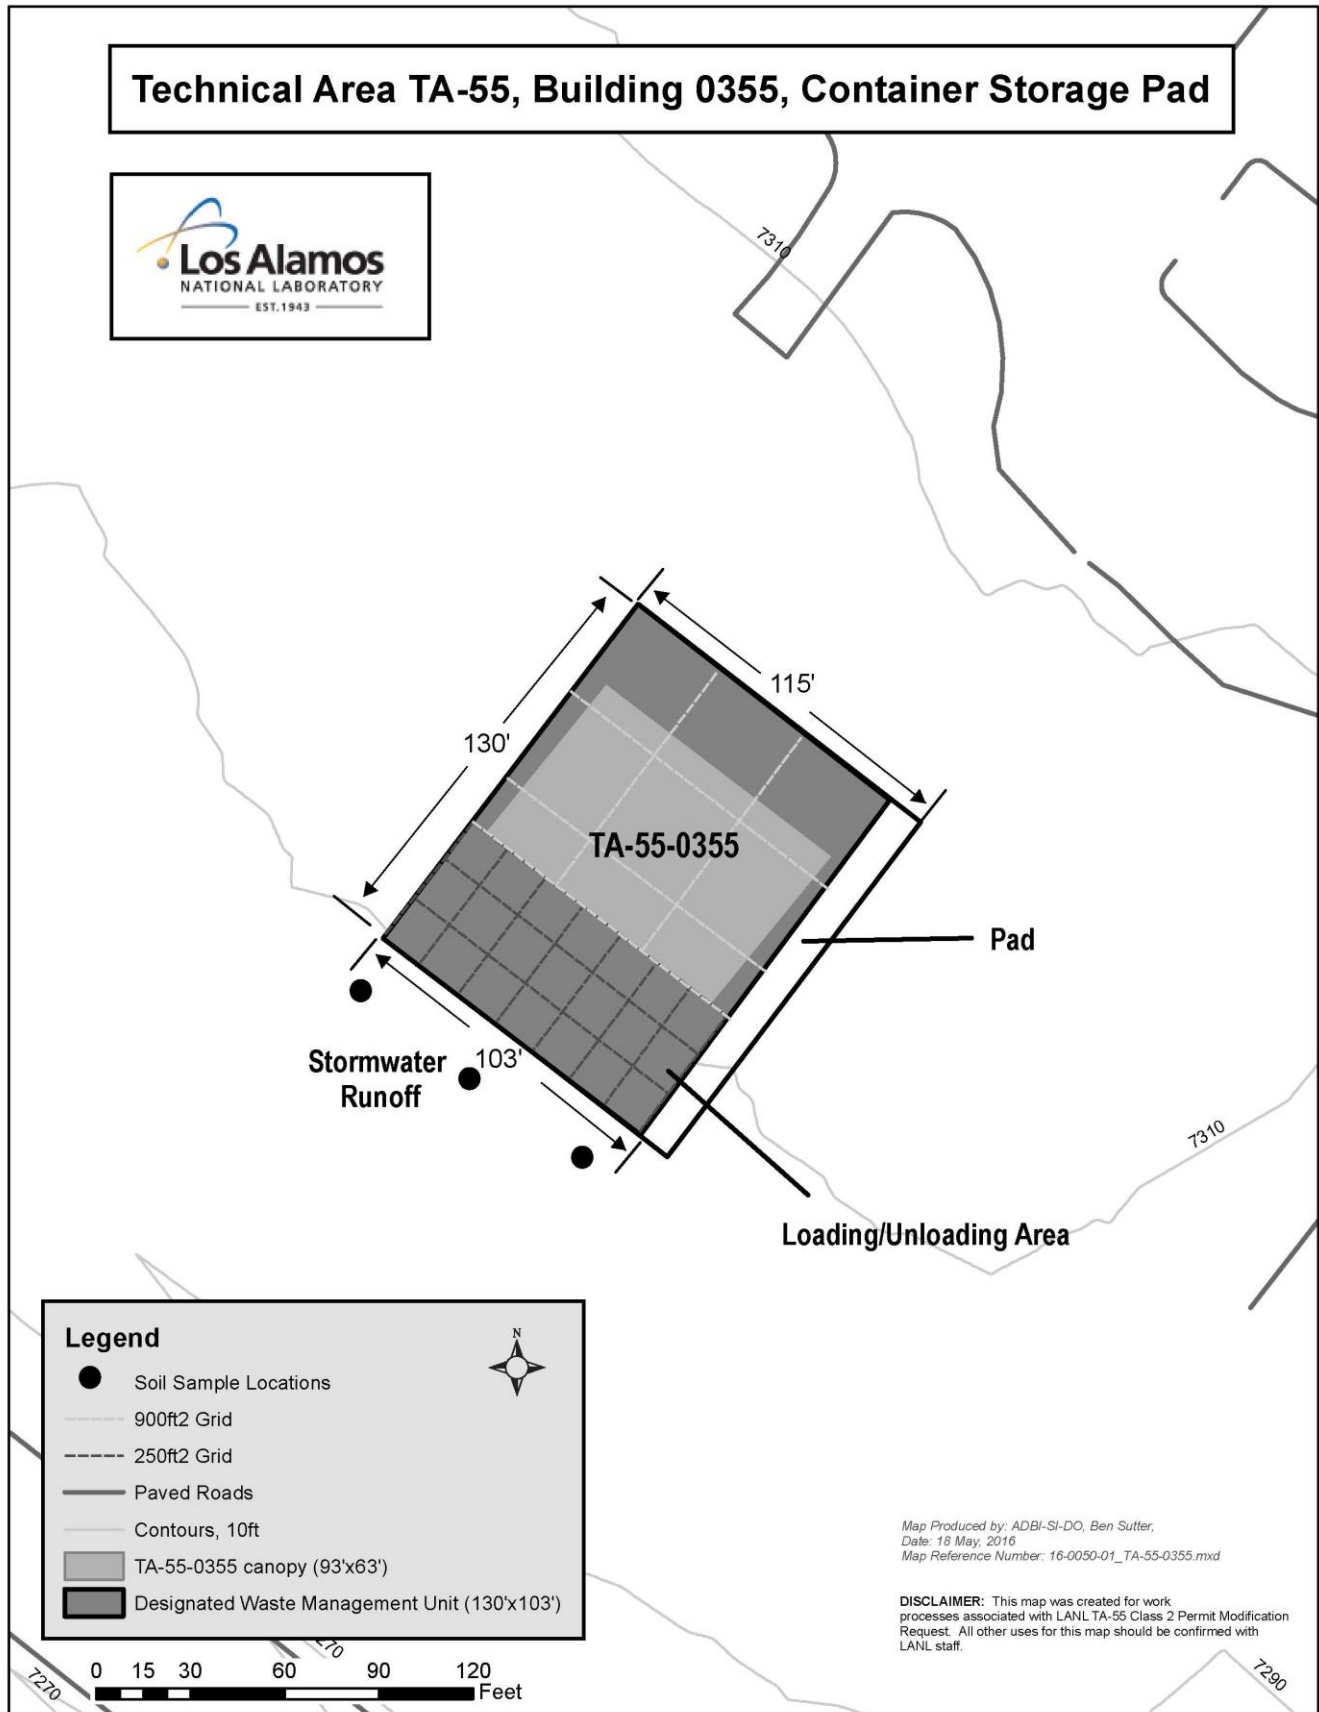 Technical Area TA-55, Building 0355, Container Storage Pad
Los Alamos
NATIONAL LABORATORY
EST.1943
7310
115'
130'
TA-55-0355
Pad
Stormwater
Runoff
103'
7310
Loading/Unloading Area
Legend
N
Soil Sample Locations
900ft2 Grid
250ft2 Grid
Paved Roads
Contours, 10ft
TA-55-0355 canopy (93'x63')
Designated Waste Management Unit (130'x103')
Map Produced by: ADBI-SI-DO, Ben Sutter,
Date: 18 May, 2016
Map Reference Number: 16-0050-01_TA-55-0355.mxd
DISCLAIMER: This map was created for work
processes associated with LANL TA-55 Class 2 Permit Modification
Request. All other uses for this map should be confirmed with
LANL staff.
7270
270
0 15 30 60 90 120
Feet
7290